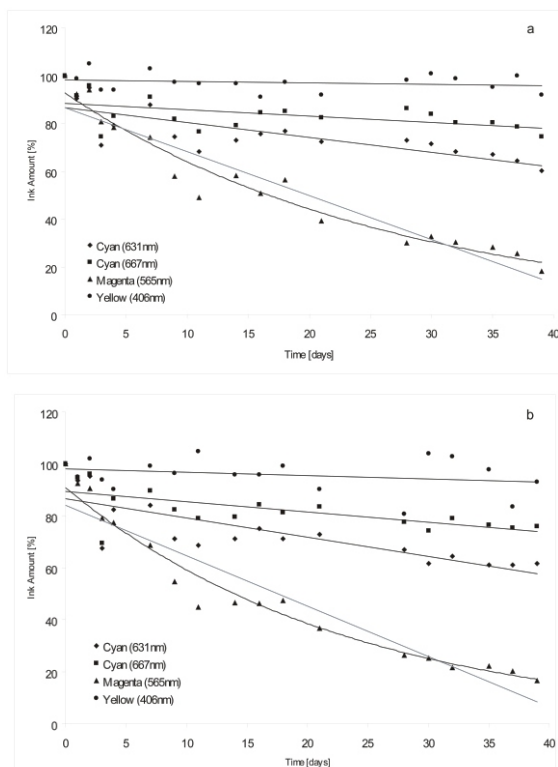 a
120
100
80
60
40
20
0
Ink Amount [%]
Cyan (631nm)
Cyan (667nm)
Magenta (565nm)
Yellow (406nm)
0 5 10 15 20 25 30 35 40
Time [days]
b
120
100
80
60
40
20
0
Ink Amount [%]
Cyan (631nm)
Cyan (667nm)
Magenta (565nm)
Yellow (406nm)
0 5 10 15 20 25 30 35 40
Time [days]